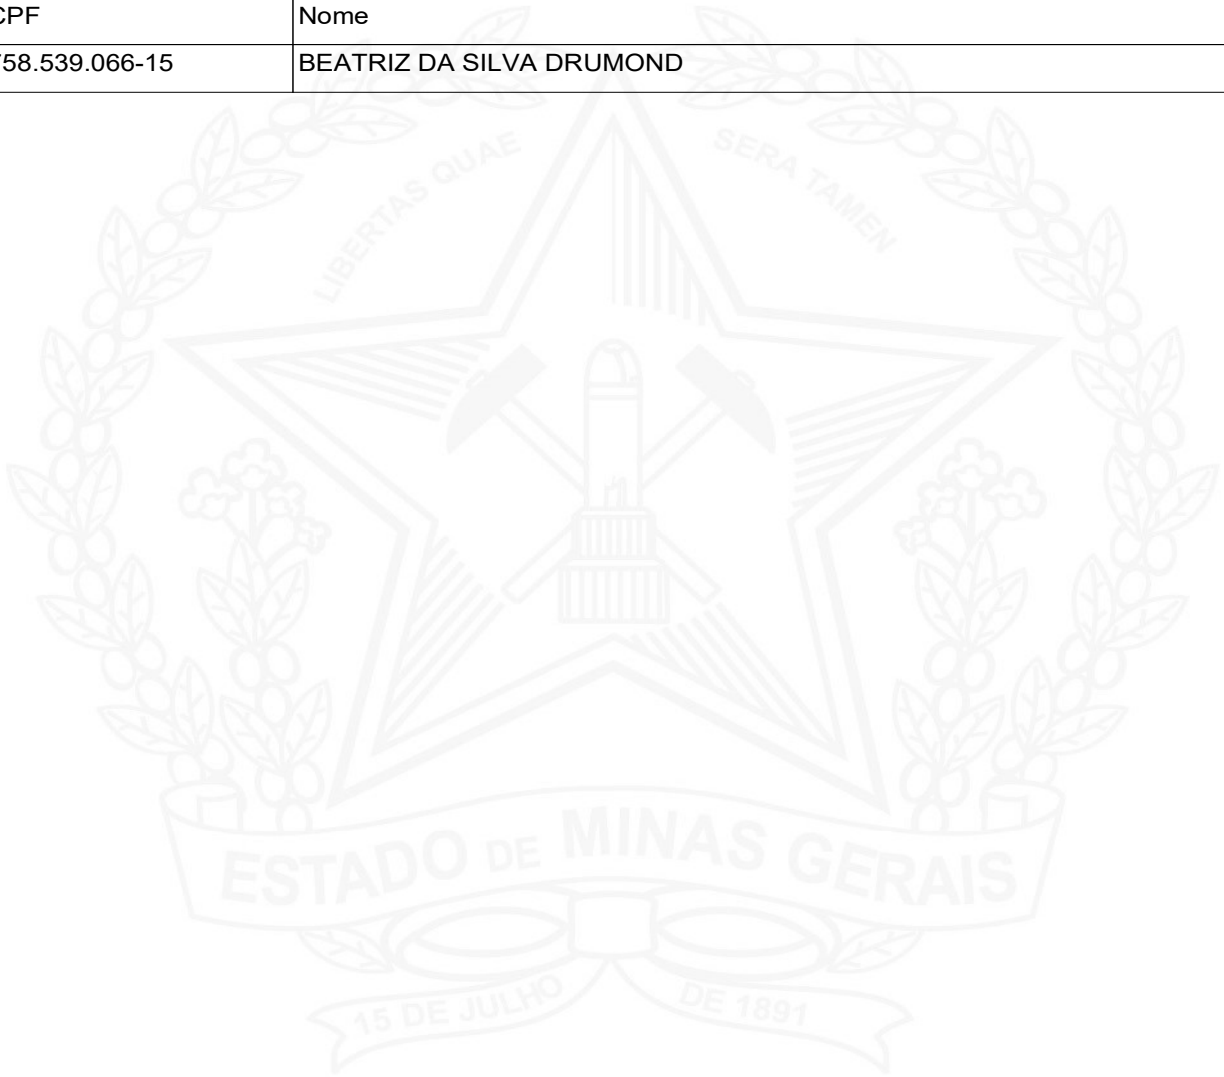 CPF Nome
758.539.066-15 BEATRIZ DA SILVA DRUMOND
LIBERTAS QUAE SERA TAMEN
ESTADO DE MINAS GERAIS
15 DE JULHO DE 1891